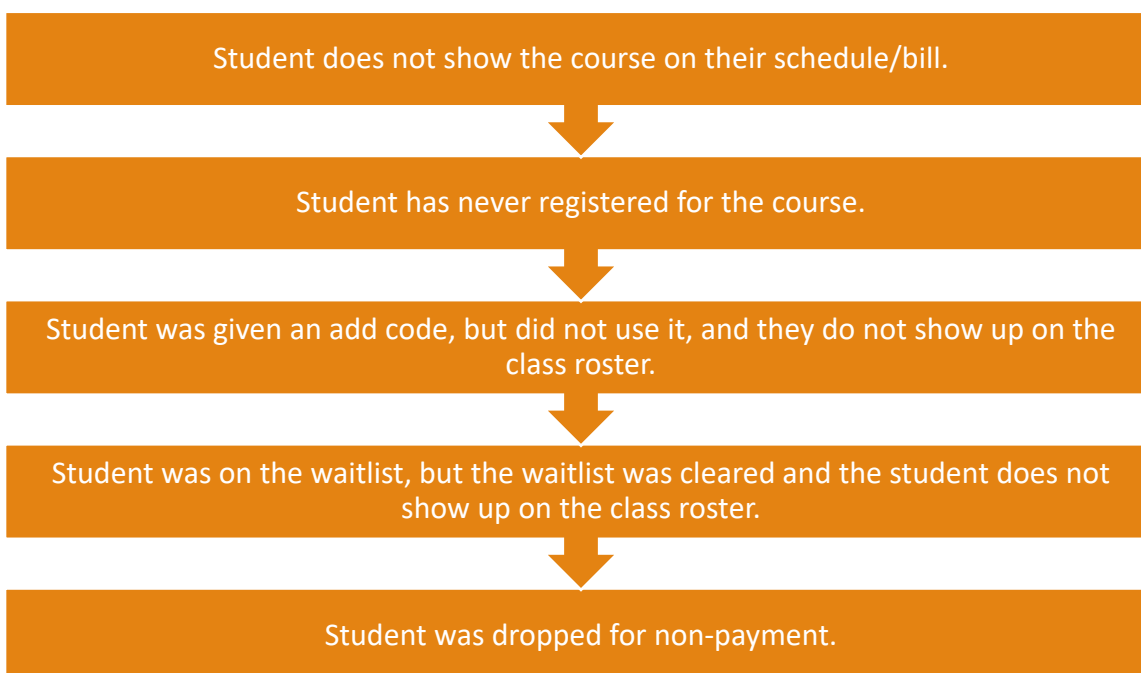 Student does not show the course on their schedule/bill.
Student has never registered for the course.
Student was given an add code, but did not use it, and they do not show up on the
class roster.
Student was on the waitlist, but the waitlist was cleared and the student does not
show up on the class roster.
Student was dropped for non-payment.